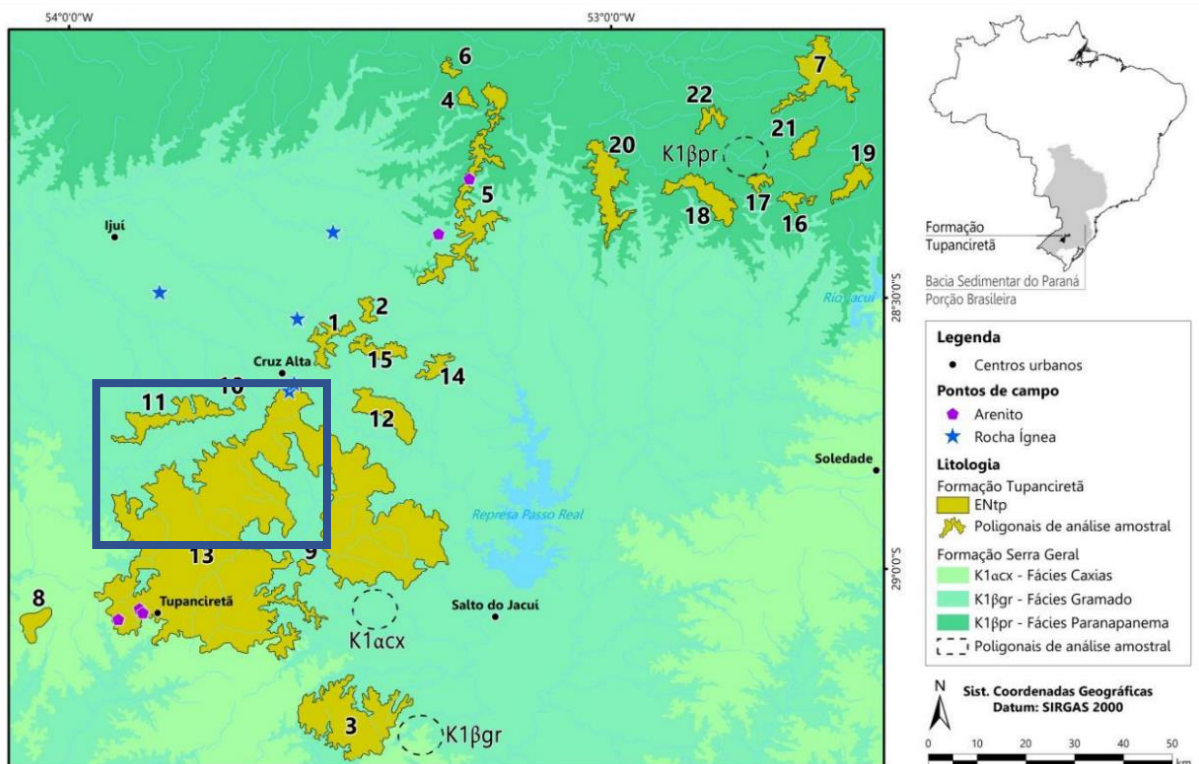 54°0'0"W
53°0'0"W
6
7
4
22
21
20
K1βpr
19
5
18
17
16
Ijuí
28°30'0"S
Rio Jacuí
2
1
15
Cruz Alta
14
11
10
12
Soledade
Represa Passo Real
13
9
29°0'0"S
8
Tupanciretã
Salto do Jacuí
K1αcx
3
K1βgr
Formação
Tupanciretã
Bacia Sedimentar do Paraná
Porção Brasileira
Legenda
Centros urbanos
Pontos de campo
Arenito
Rocha Ígnea
Litologia
Formação Tupanciretã
ENtp
Poligonais de análise amostral
Formação Serra Geral
K1αcx - Fácies Caxias
K1βgr - Fácies Gramado
K1βpr - Fácies Paranapanema
Poligonais de análise amostral
N
Sist. Coordenadas Geográficas
Datum: SIRGAS 2000
0 10 20 30 40 50
km